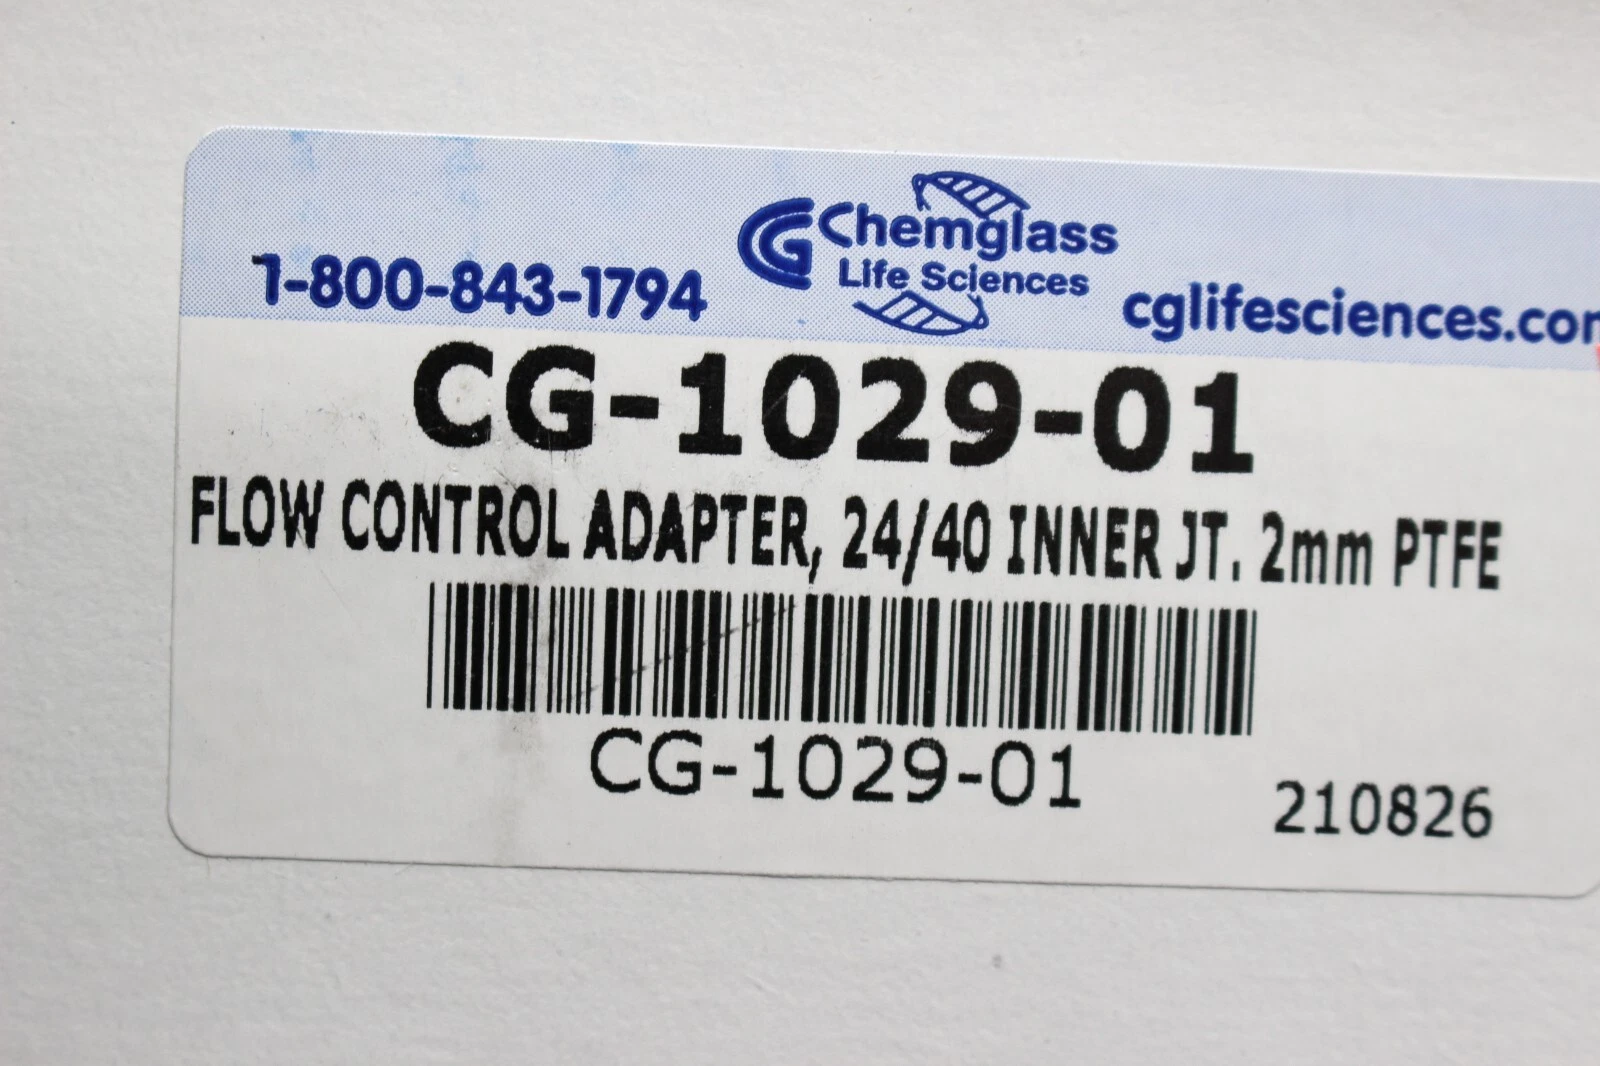 Chemglass
Life Sciences
1-800-843-1794
cglifesciences.com
CG-1029-01
FLOW CONTROL ADAPTER, 24/40 INNER JT. 2mm PTFE
CG-1029-01
210826